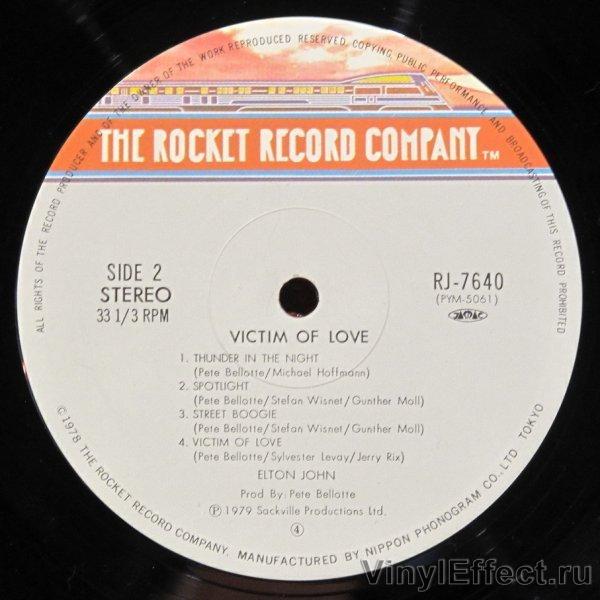 ALL RIGHTS OF THE RECORD PRODUCER AND OF THE OWNER OF THE WORK REPRODUCED RESERVED. COPYING, PUBLIC PERFORMANCE AND BROADCASTING OF THIS RECORD PROHIBITED
THE ROCKET RECORD COMPANY TM
SIDE 2
STEREO
33 1/3 RPM
RJ-7640
(PYM-5061)
VICTIM OF LOVE
1. THUNDER IN THE NIGHT
(Pete Bellotte/Michael Hoffmann)
2. SPOTLIGHT
(Pete Bellotte/Stefan Wisnet/Gunther Moll)
3. STREET BOOGIE
(Pete Bellotte/Stefan Wisnet/Gunther Moll)
4. VICTIM OF LOVE
(Pete Bellotte/Sylvester Levay/Jerry Rix)
ELTON JOHN
Prod By: Pete Bellotte
Ⓟ 1979 Sackville Productions Ltd.
④
© 1978 THE ROCKET RECORD COMPANY. MANUFACTURED BY NIPPON PHONOGRAM CO., LTD TOKYO
VinylEffect.ru